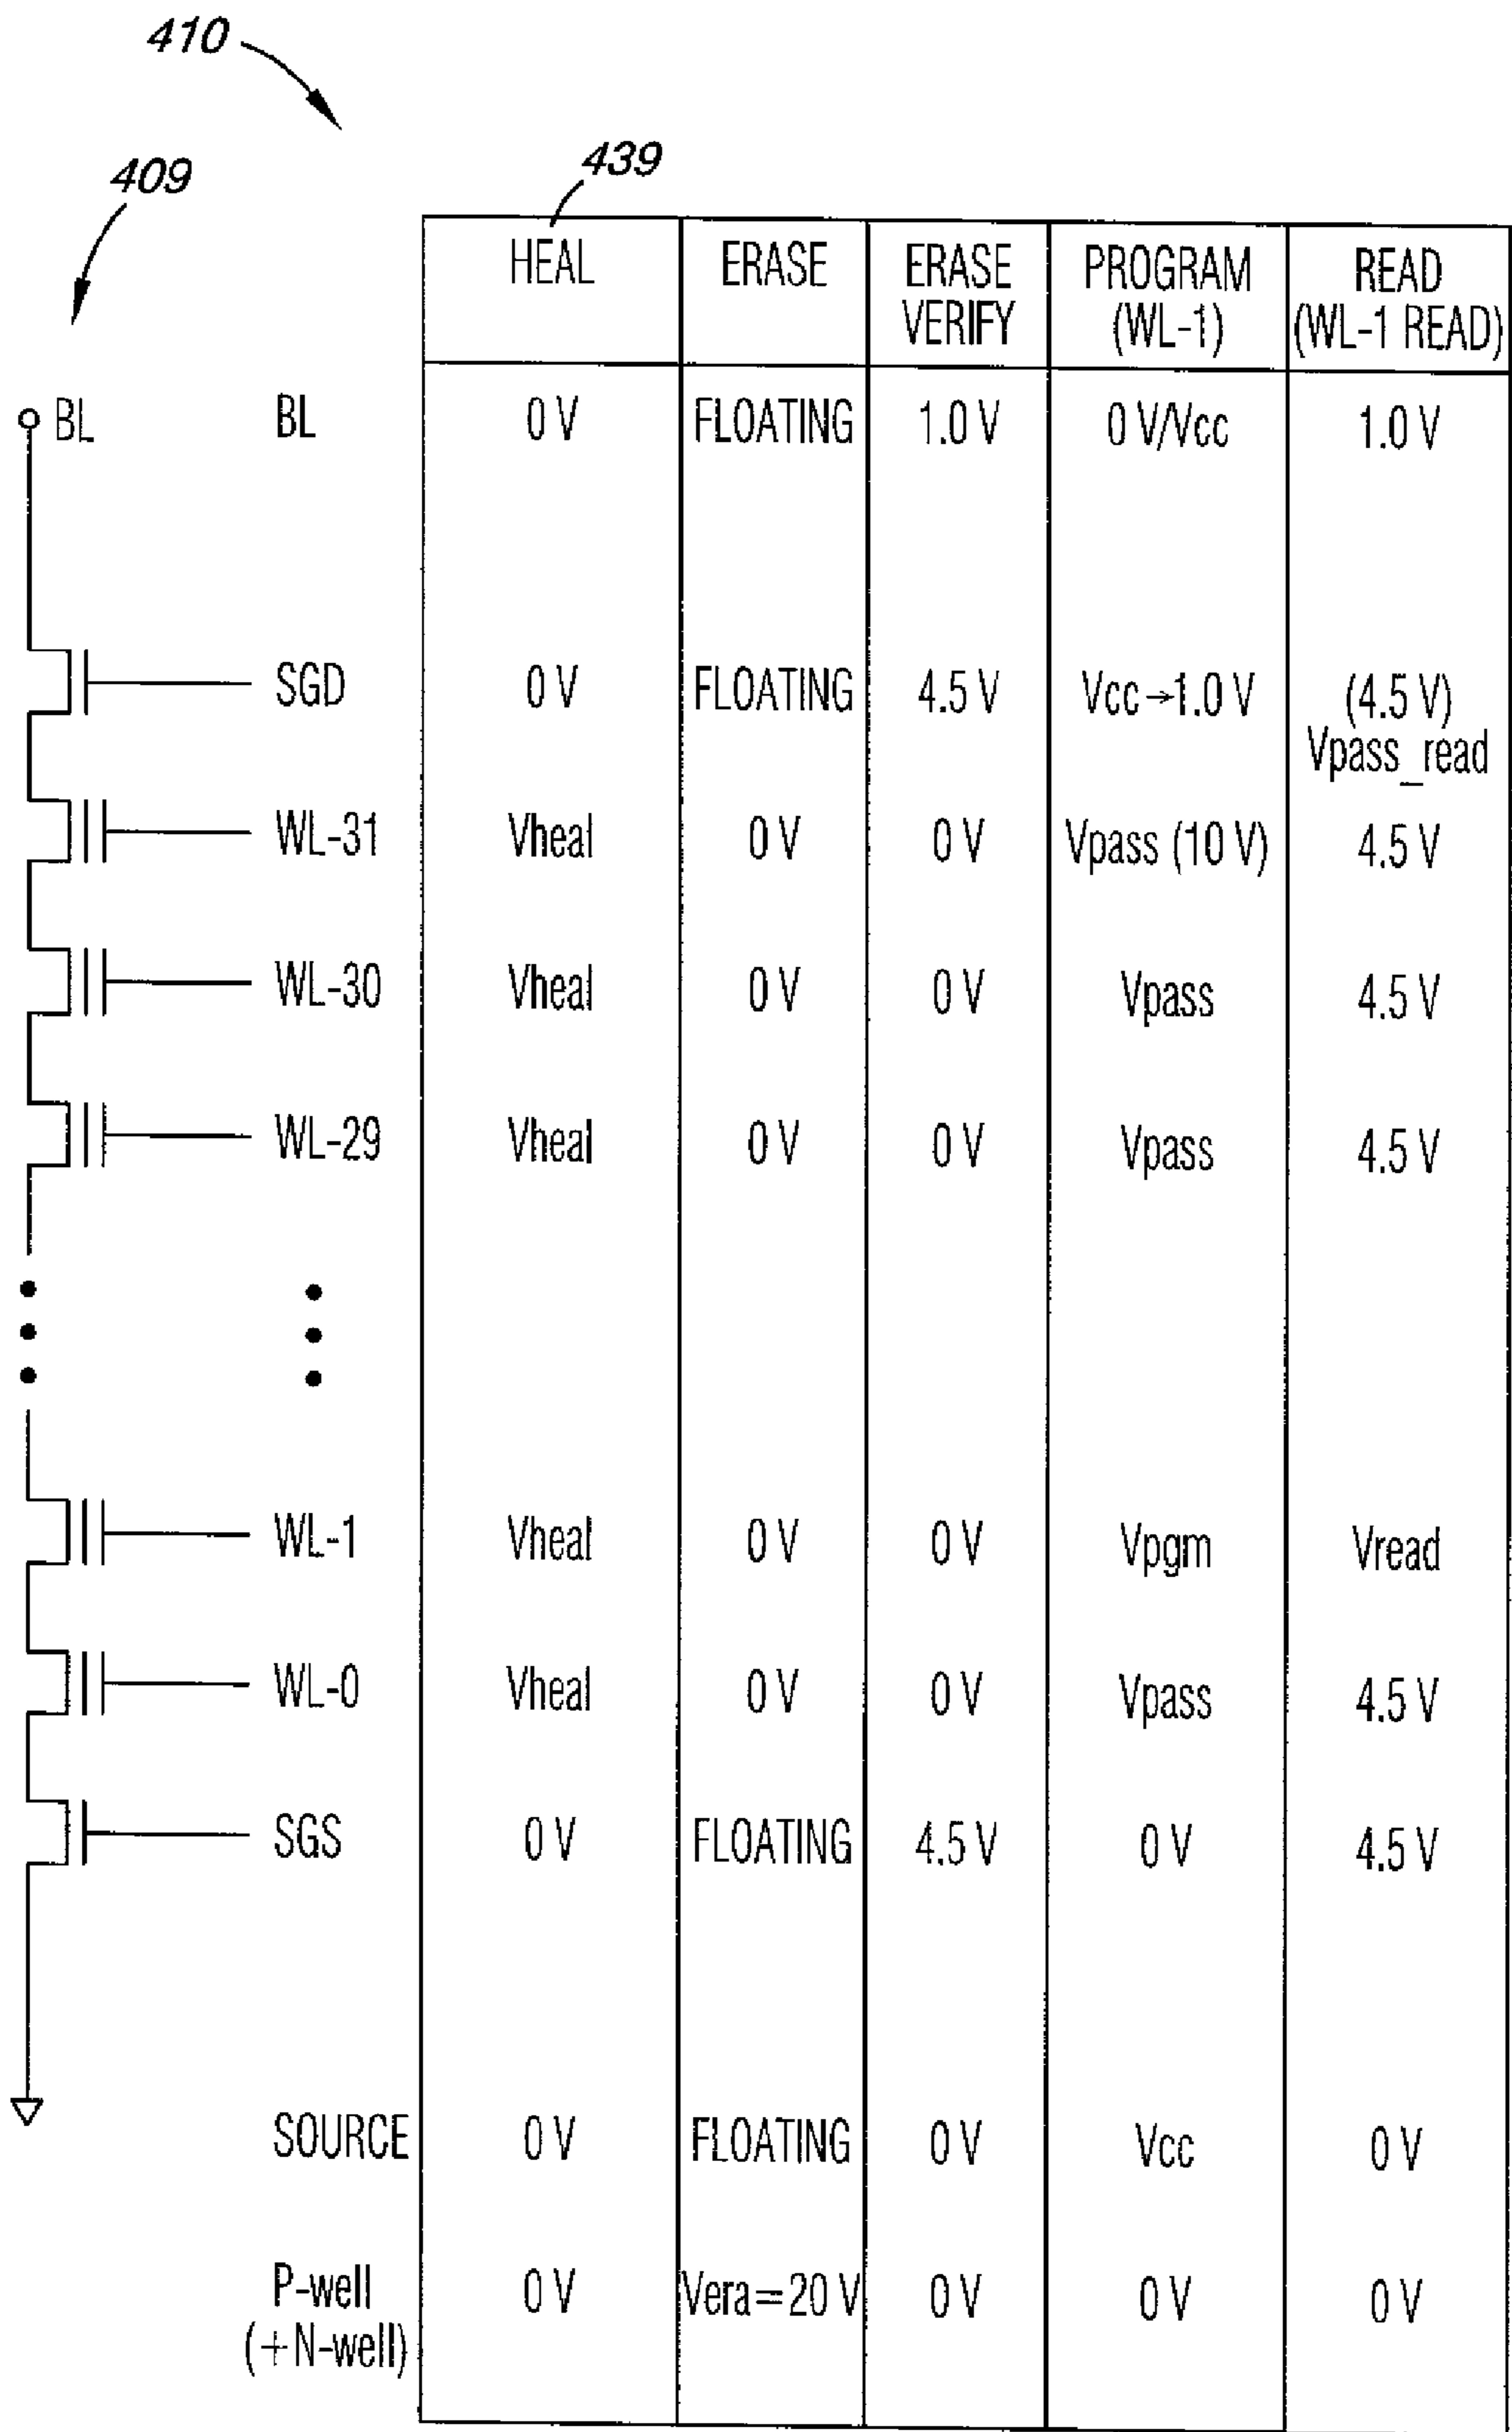 410
409
439
HEAL ERASE ERASE VERIFY PROGRAM (WL-1) READ (WL-1 READ)
BL BL 0 V FLOATING 1.0 V 0 V/Vcc 1.0 V
SGD 0 V FLOATING 4.5 V Vcc→1.0 V (4.5 V) Vpass_read
WL-31 Vheal 0 V 0 V Vpass (10 V) 4.5 V
WL-30 Vheal 0 V 0 V Vpass 4.5 V
WL-29 Vheal 0 V 0 V Vpass 4.5 V
WL-1 Vheal 0 V 0 V Vpgm Vread
WL-0 Vheal 0 V 0 V Vpass 4.5 V
SGS 0 V FLOATING 4.5 V 0 V 4.5 V
SOURCE 0 V FLOATING 0 V Vcc 0 V
P-well (+N-well) 0 V Vera=20 V 0 V 0 V 0 V